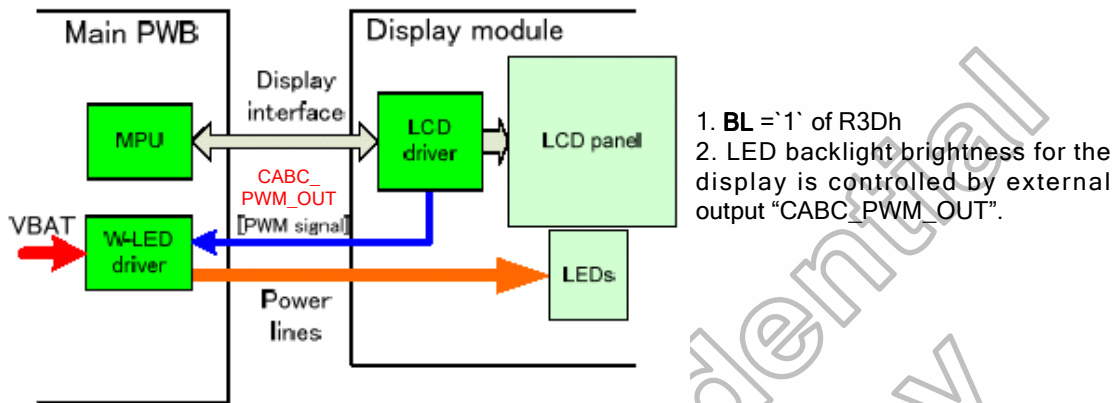 Main PWB
Display module
Display
interface
MPU
LCD
driver
LCD panel
CABC_
PWM_OUT
[PWM signal]
VBAT
W-LED
driver
LEDs
Power
lines
1. BL =`1` of R3Dh
2. LED backlight brightness for the
display is controlled by external
output “CABC_PWM_OUT”.
dential
y